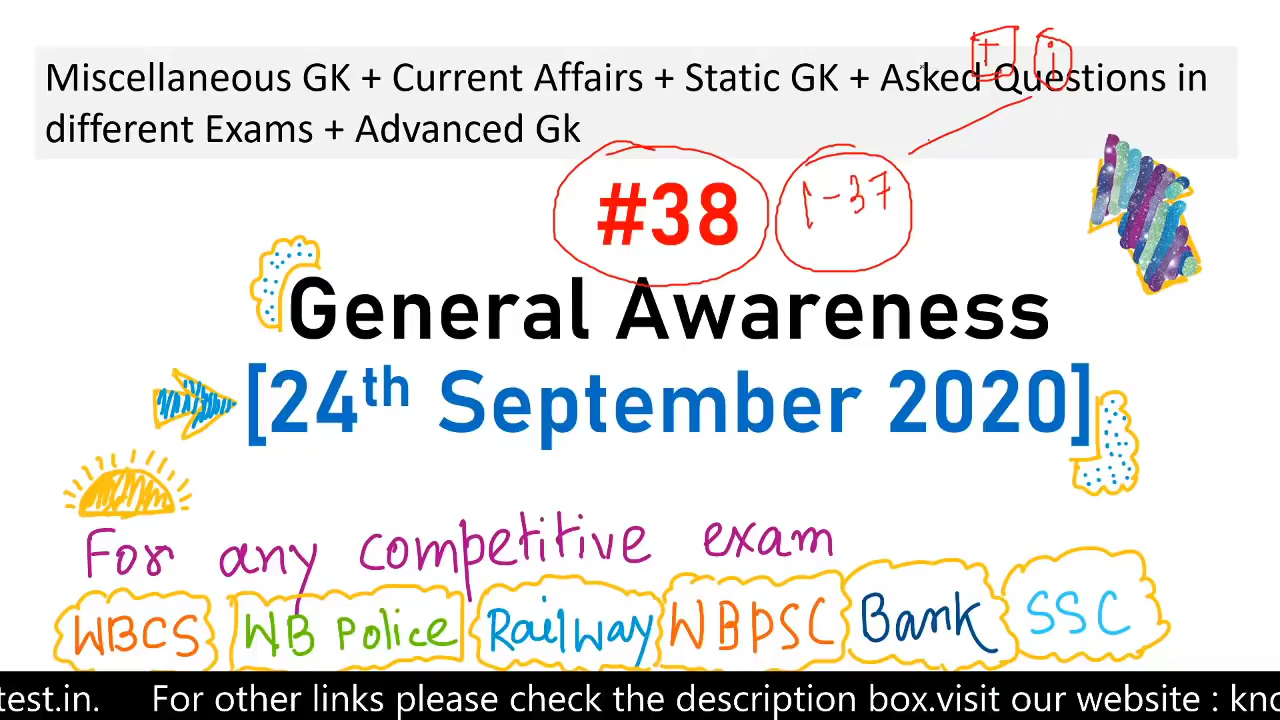 Miscellaneous GK + Current Affairs + Static GK + Asked Questions in
different Exams + Advanced Gk
+ i
#38 1-37
General Awareness
[24th September 2020]
For any competitive exam
WBCS WB Police Railway WBPSC Bank SSC
test.in. For other links please check the description box.visit our website : kno